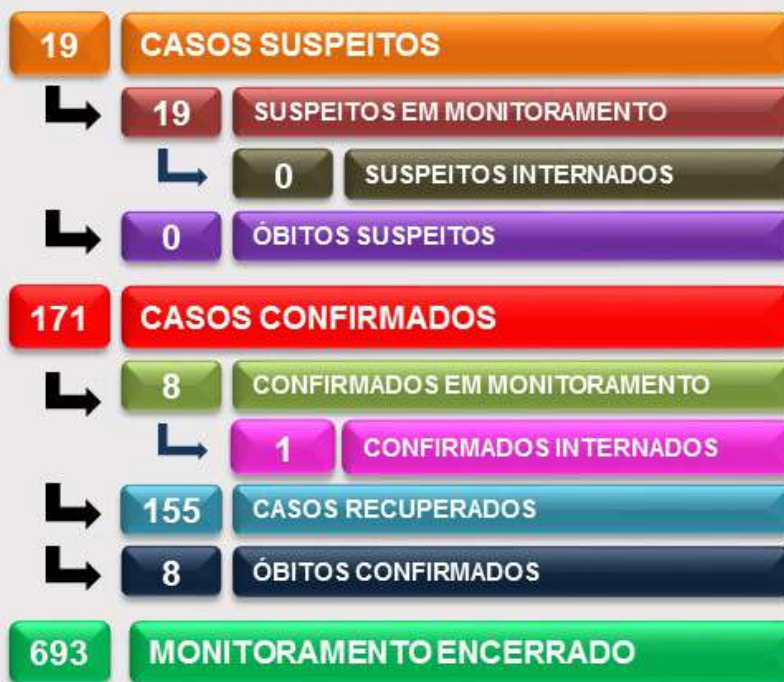 19 CASOS SUSPEITOS
19 SUSPEITOS EM MONITORAMENTO
0 SUSPEITOS INTERNADOS
0 ÓBITOS SUSPEITOS
171 CASOS CONFIRMADOS
8 CONFIRMADOS EM MONITORAMENTO
1 CONFIRMADOS INTERNADOS
155 CASOS RECUPERADOS
8 ÓBITOS CONFIRMADOS
693 MONITORAMENTO ENCERRADO